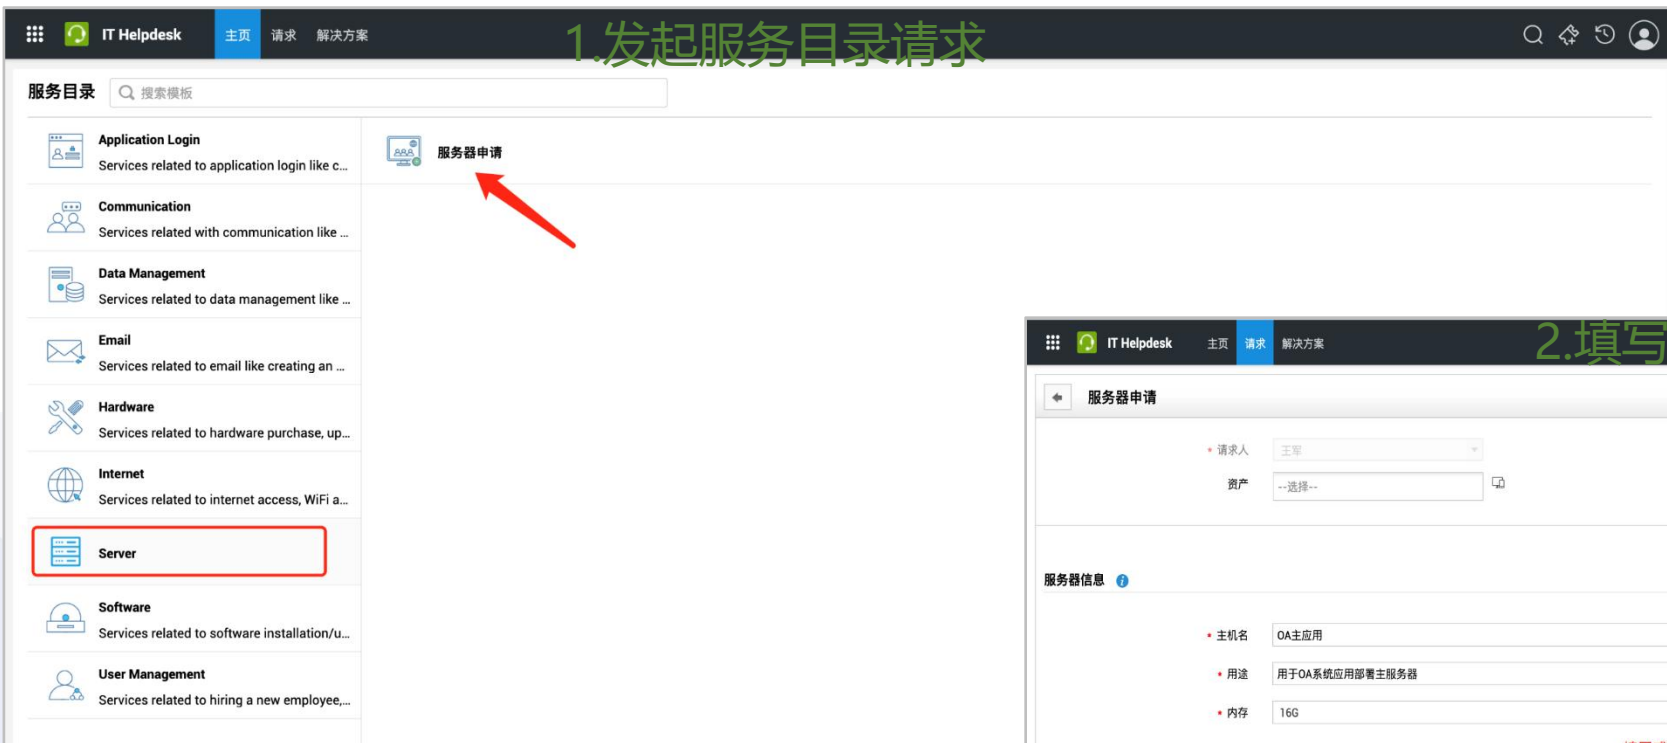 IT Helpdesk 主页 请求 解决方案
1.发起服务目录请求
服务目录 搜索模板
Application Login
Services related to application login like c...
服务器申请
Communication
Services related with communication like ...
Data Management
Services related to data management like ...
Email
Services related to email like creating an ...
Hardware
Services related to hardware purchase, up...
Internet
Services related to internet access, WiFi a...
Server
Software
Services related to software installation/u...
User Management
Services related to hiring a new employee,...
IT Helpdesk 主页 请求 解决方案
2.填写
服务器申请
* 请求人 王军
资产 --选择--
服务器信息
* 主机名 OA主应用
* 用途 用于OA系统应用部署主服务器
* 内存 16G